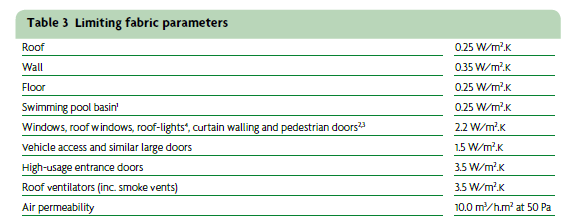 Table 3 Limiting fabric parameters
Roof 0.25 W/m².K
Wall 0.35 W/m².K
Floor 0.25 W/m².K
Swimming pool basin¹ 0.25 W/m².K
Windows, roof windows, roof-lights⁴, curtain walling and pedestrian doors²,³ 2.2 W/m².K
Vehicle access and similar large doors 1.5 W/m².K
High-usage entrance doors 3.5 W/m².K
Roof ventilators (inc. smoke vents) 3.5 W/m².K
Air permeability 10.0 m³/h.m² at 50 Pa